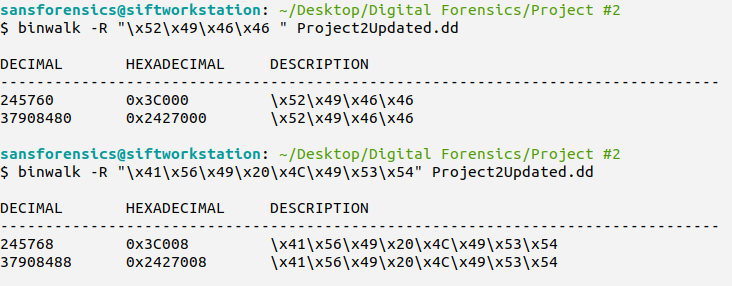 sansforensics@siftworkstation: ~/Desktop/Digital Forensics/Project #2
$ binwalk -R "\x52\x49\x46\x46 " Project2Updated.dd
DECIMAL HEXADECIMAL DESCRIPTION
--------------------------------------------------------------------------------
245760 0x3C000 \x52\x49\x46\x46
37908480 0x2427000 \x52\x49\x46\x46
sansforensics@siftworkstation: ~/Desktop/Digital Forensics/Project #2
$ binwalk -R "\x41\x56\x49\x20\x4C\x49\x53\x54" Project2Updated.dd
DECIMAL HEXADECIMAL DESCRIPTION
--------------------------------------------------------------------------------
245768 0x3C008 \x41\x56\x49\x20\x4C\x49\x53\x54
37908488 0x2427008 \x41\x56\x49\x20\x4C\x49\x53\x54